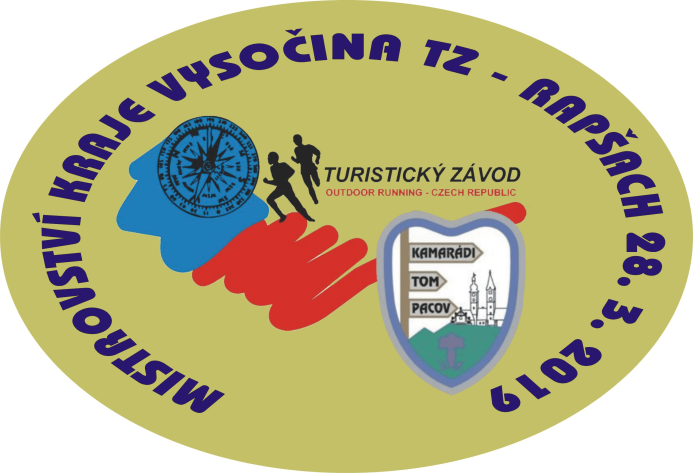 MISTROVSTVÍ KRAJE VYSOČINA TZ - RAPŠACH 28. 3. 2019
TURISTICKÝ ZÁVOD
OUTDOOR RUNNING - CZECH REPUBLIC
KAMARÁDI
TOM
PACOV